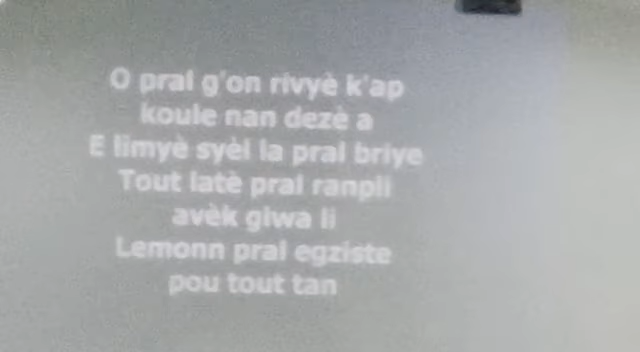 O pral g'on rivyè k'ap
koule nan dezè a
E limyè syèl la pral briye
Tout latè pral ranpli
avèk glwa li
Lemonn pral egziste
pou tout tan